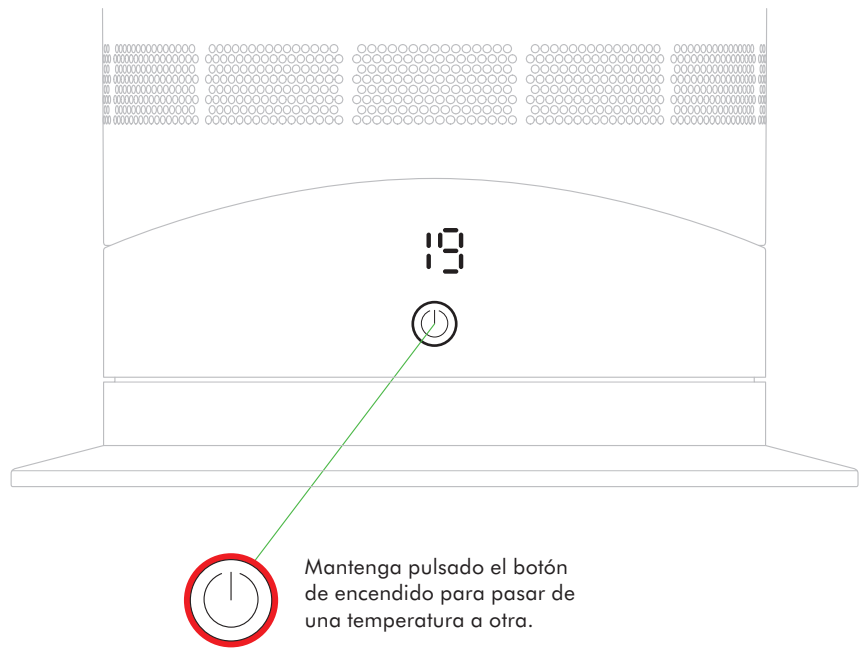 19
Mantenga pulsado el botón
de encendido para pasar de
una temperatura a otra.